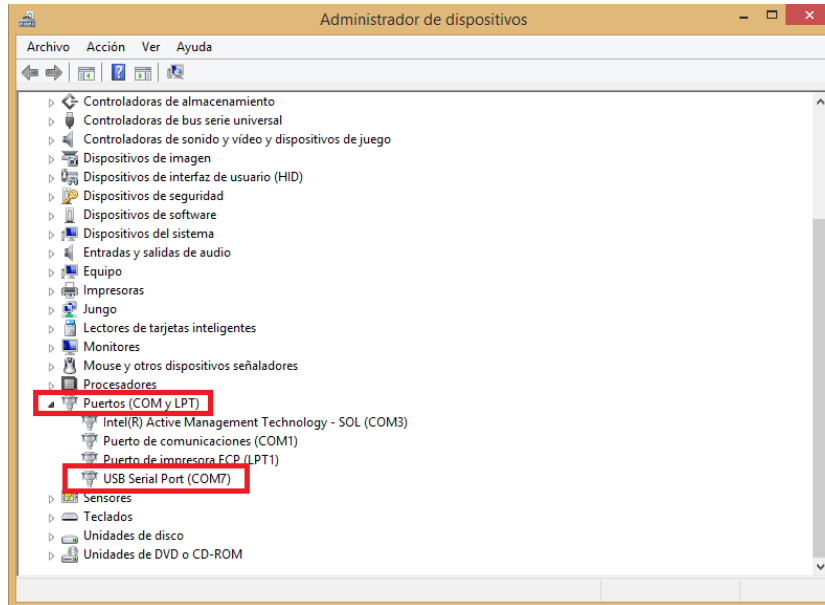 Administrador de dispositivos
Archivo Acción Ver Ayuda
Controladoras de almacenamiento
Controladoras de bus serie universal
Controladoras de sonido y vídeo y dispositivos de juego
Dispositivos de imagen
Dispositivos de interfaz de usuario (HID)
Dispositivos de seguridad
Dispositivos de software
Dispositivos del sistema
Entradas y salidas de audio
Equipo
Impresoras
Jungo
Lectores de tarjetas inteligentes
Monitores
Mouse y otros dispositivos señaladores
Procesadores
Puertos (COM y LPT)
Intel(R) Active Management Technology - SOL (COM3)
Puerto de comunicaciones (COM1)
Puerto de impresora ECP (LPT1)
USB Serial Port (COM7)
Sensores
Teclados
Unidades de disco
Unidades de DVD o CD-ROM